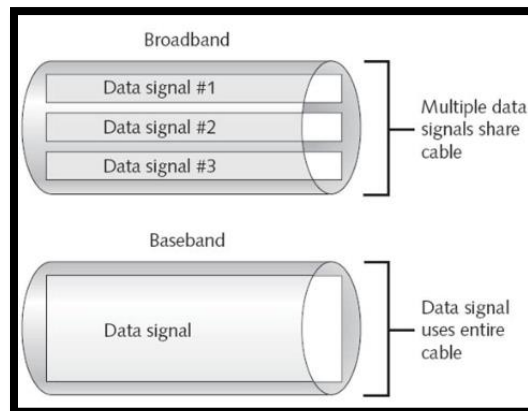 Broadband
Data signal #1
Data signal #2
Data signal #3
Multiple data
signals share
cable
Baseband
Data signal
Data signal
uses entire
cable